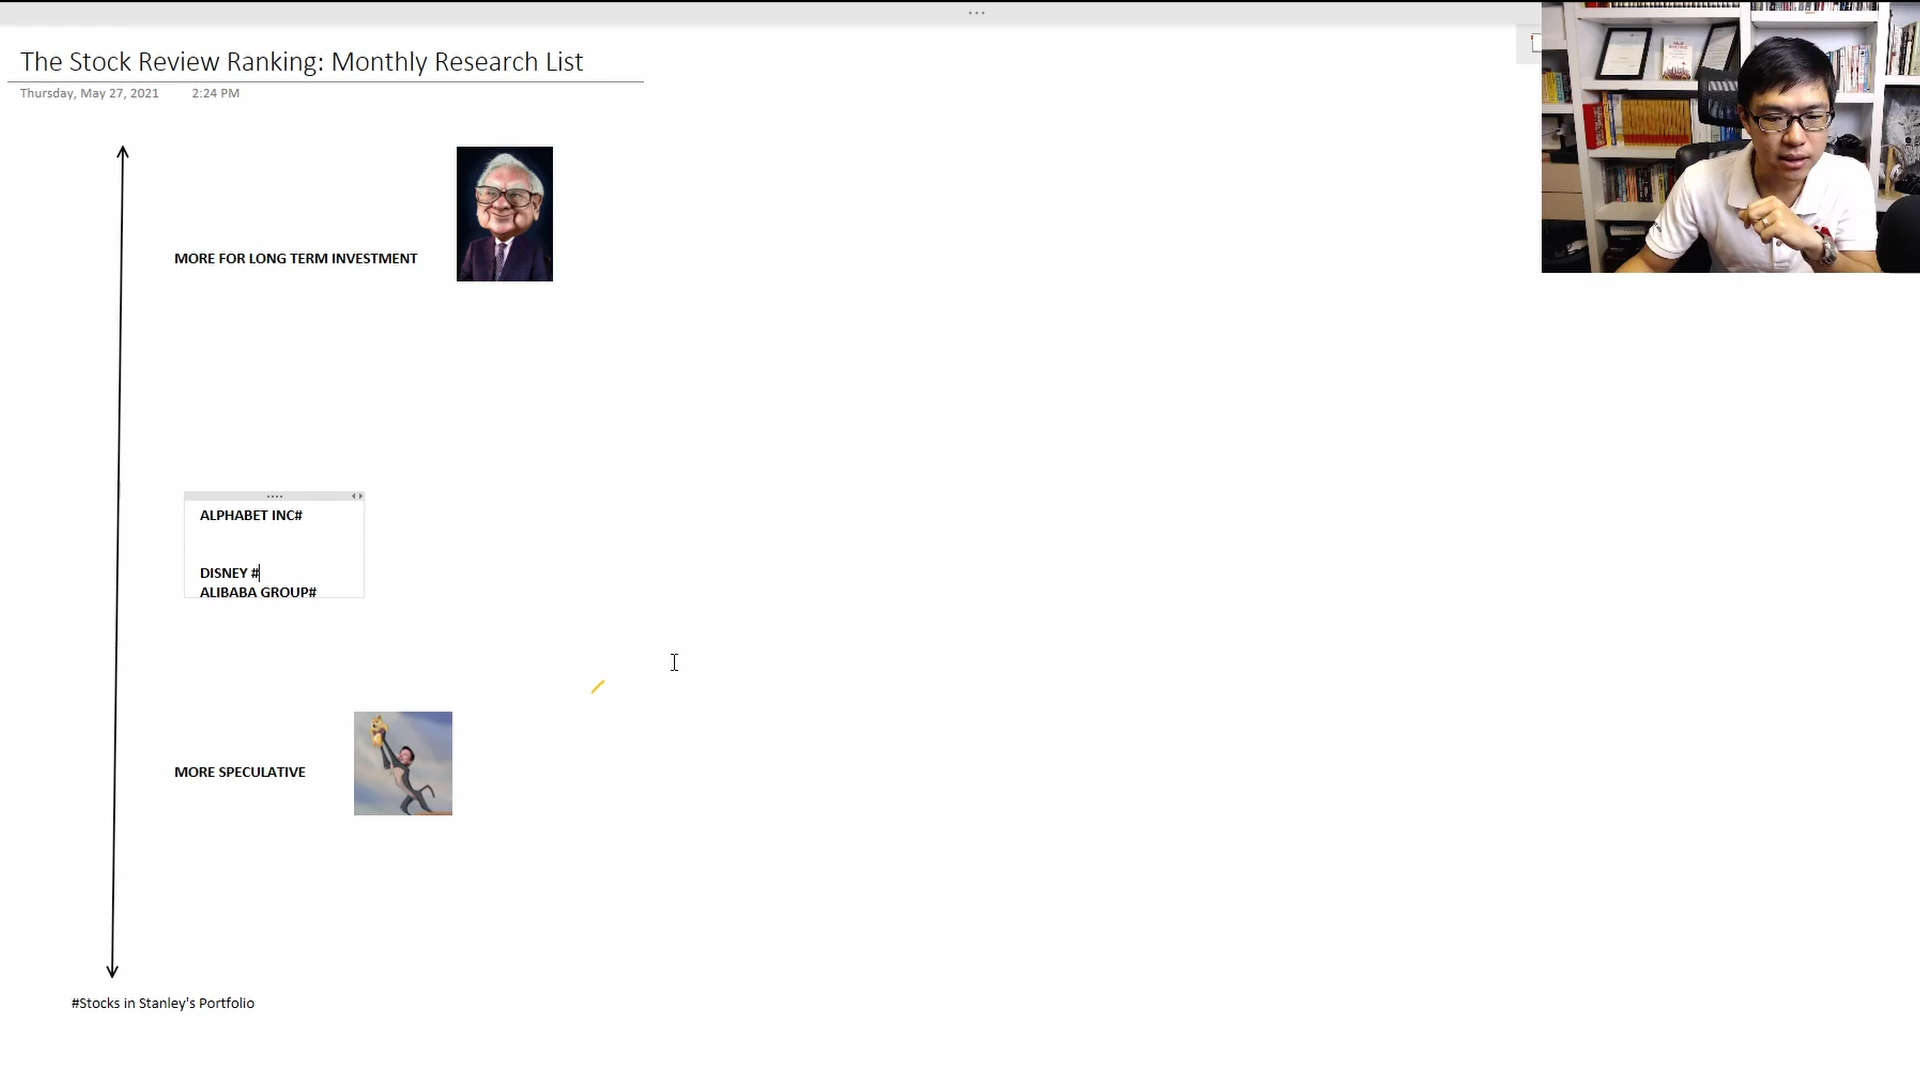 The Stock Review Ranking: Monthly Research List
Thursday, May 27, 2021 2:24 PM
MORE FOR LONG TERM INVESTMENT
ALPHABET INC#
DISNEY #
ALIBABA GROUP#
MORE SPECULATIVE
#Stocks in Stanley's Portfolio